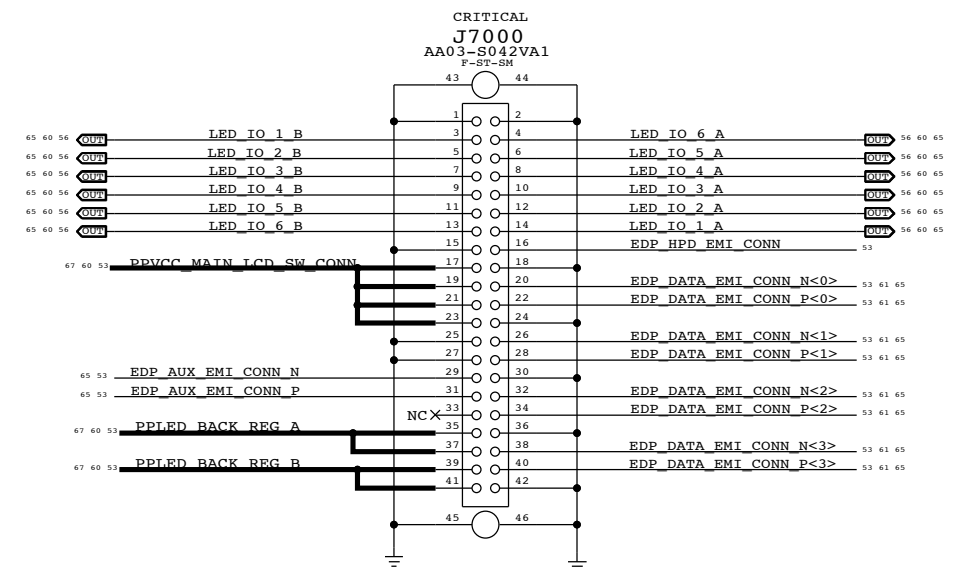 CRITICAL
J7000
AA03-S042VA1
F-ST-SM
43 44
1 2
65 60 56 OUT LED_IO_1_B 3 4 LED_IO_6_A OUT 56 60 65
65 60 56 OUT LED_IO_2_B 5 6 LED_IO_5_A OUT 56 60 65
65 60 56 OUT LED_IO_3_B 7 8 LED_IO_4_A OUT 56 60 65
65 60 56 OUT LED_IO_4_B 9 10 LED_IO_3_A OUT 56 60 65
65 60 56 OUT LED_IO_5_B 11 12 LED_IO_2_A OUT 56 60 65
65 60 56 OUT LED_IO_6_B 13 14 LED_IO_1_A OUT 56 60 65
15 16 EDP_HPD_EMI_CONN 53
67 60 53 PPVCC_MAIN_LCD_SW_CONN 17 18
19 20 EDP_DATA_EMI_CONN_N<0> 53 61 65
21 22 EDP_DATA_EMI_CONN_P<0> 53 61 65
23 24
25 26 EDP_DATA_EMI_CONN_N<1> 53 61 65
27 28 EDP_DATA_EMI_CONN_P<1> 53 61 65
65 53 EDP_AUX_EMI_CONN_N 29 30
65 53 EDP_AUX_EMI_CONN_P 31 32 EDP_DATA_EMI_CONN_N<2> 53 61 65
NC 33 34 EDP_DATA_EMI_CONN_P<2> 53 61 65
67 60 53 PPLED_BACK_REG_A 35 36
37 38 EDP_DATA_EMI_CONN_N<3> 53 61 65
67 60 53 PPLED_BACK_REG_B 39 40 EDP_DATA_EMI_CONN_P<3> 53 61 65
41 42
45 46